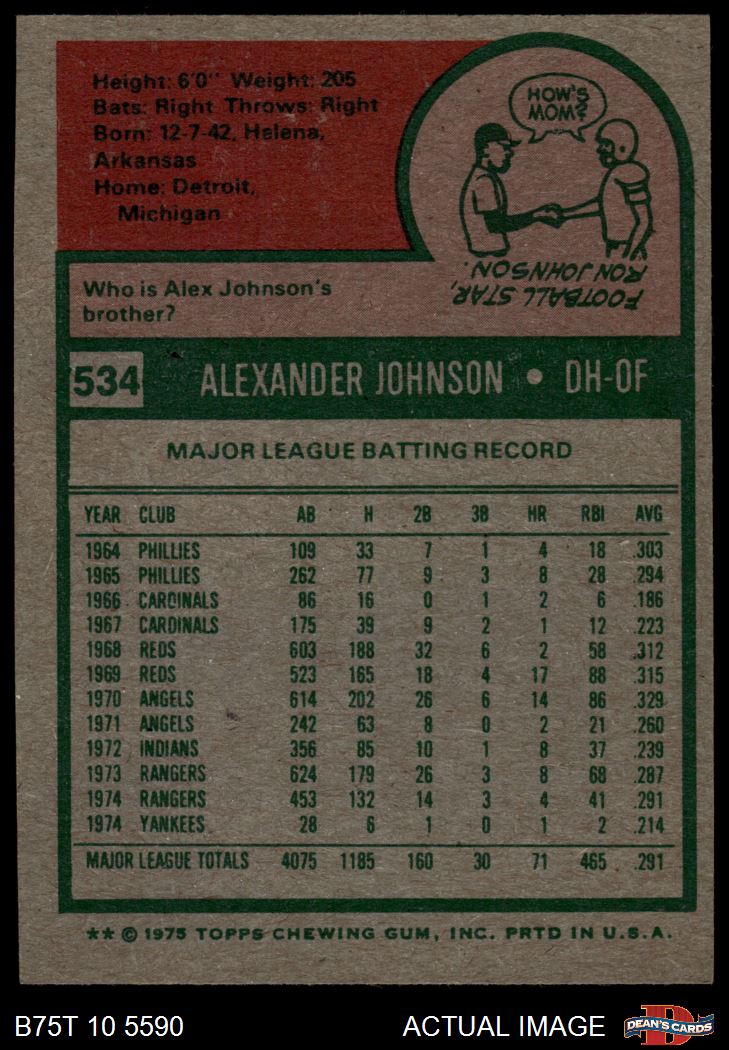 Height: 6'0" Weight: 205
Bats: Right Throws: Right
Born: 12-7-42, Helena,
Arkansas
Home: Detroit,
Michigan
HOW'S
MOM?
Who is Alex Johnson's
brother?
FOOTBALL STAR,
RON JOHNSON.
534 ALEXANDER JOHNSON • DH-OF
MAJOR LEAGUE BATTING RECORD
YEAR CLUB AB H 2B 3B HR RBI AVG
1964 PHILLIES 109 33 7 1 4 18 .303
1965 PHILLIES 262 77 9 3 8 28 .294
1966 CARDINALS 86 16 0 1 2 6 .186
1967 CARDINALS 175 39 9 2 1 12 .223
1968 REDS 603 188 32 6 2 58 .312
1969 REDS 523 165 18 4 17 88 .315
1970 ANGELS 614 202 26 6 14 86 .329
1971 ANGELS 242 63 8 0 2 21 .260
1972 INDIANS 356 85 10 1 8 37 .239
1973 RANGERS 624 179 26 3 8 68 .287
1974 RANGERS 453 132 14 3 4 41 .291
1974 YANKEES 28 6 1 0 1 2 .214
MAJOR LEAGUE TOTALS 4075 1185 160 30 71 465 .291
** © 1975 TOPPS CHEWING GUM, INC. PRTD IN U.S.A.
B75T 10 5590 ACTUAL IMAGE DEAN'S CARDS